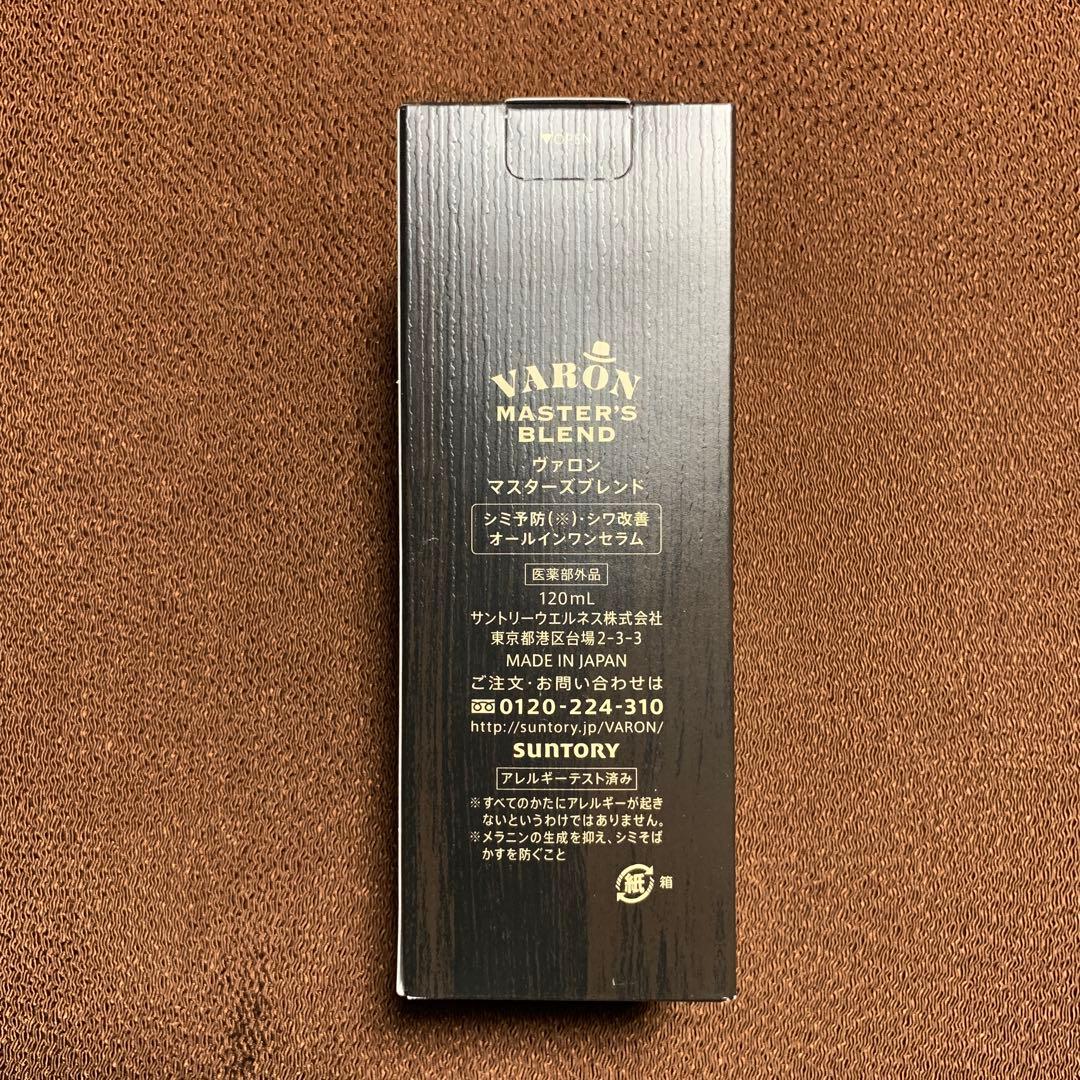 ▼OPEN
VARON
MASTER'S
BLEND
ヴァロン
マスターズブレンド
シミ予防(※)・シワ改善
オールインワンセラム
医薬部外品
120mL
サントリーウエルネス株式会社
東京都港区台場2-3-3
MADE IN JAPAN
ご注文・お問い合わせは
0120-224-310
http://suntory.jp/VARON/
SUNTORY
アレルギーテスト済み
※すべてのかたにアレルギーが起き
ないというわけではありません。
※メラニンの生成を抑え、シミそば
かすを防ぐこと
紙 箱